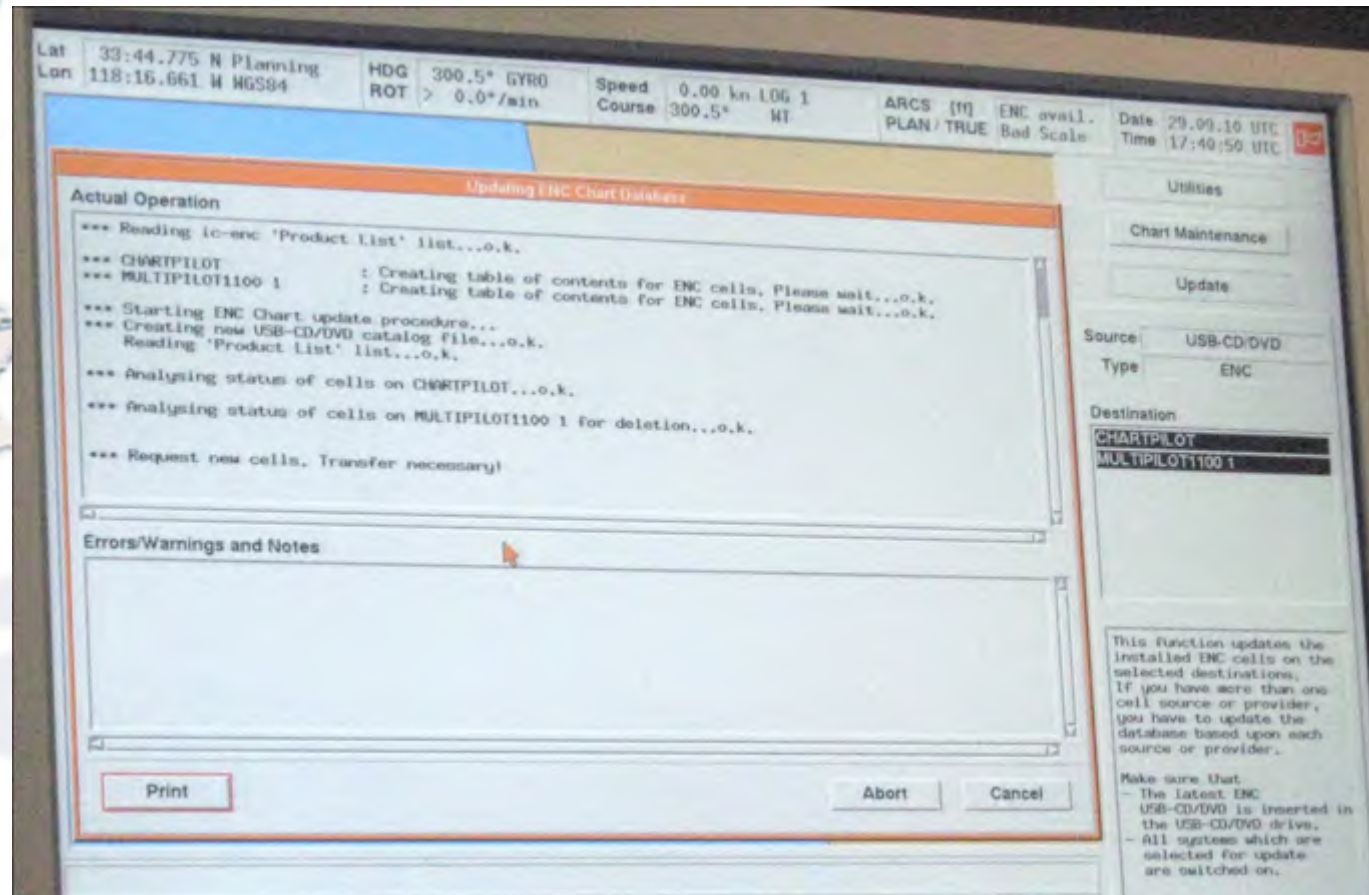 Lat 33:44.775 N Planning
Lon 118:16.661 W WGS84
HDG 300.5° GYRO
ROT > 0.0°/min
Speed 0.00 kn LOG 1
Course 300.5° WT
ARCS [ft]
PLAN / TRUE
ENC avail.
Bad Scale
Date 29.09.10 UTC
Time 17:40:50 UTC
Updating ENC Chart Database
Actual Operation
*** Reading ic-enc 'Product List' list...o.k.
*** CHARTPILOT : Creating table of contents for ENC cells, Please wait...o.k.
*** MULTIPILOT1100 1 : Creating table of contents for ENC cells, Please wait...o.k.
*** Starting ENC Chart update procedure...
*** Creating new USB-CD/DVD catalog file...o.k.
Reading 'Product List' list...o.k.
*** Analysing status of cells on CHARTPILOT...o.k.
*** Analysing status of cells on MULTIPILOT1100 1 for deletion...o.k.
*** Request new cells. Transfer necessary!
Errors/Warnings and Notes
Print
Abort
Cancel
Utilities
Chart Maintenance
Update
Source USB-CD/DVD
Type ENC
Destination
CHARTPILOT
MULTIPILOT1100 1
This function updates the
installed ENC cells on the
selected destinations.
If you have more than one
cell source or provider,
you have to update the
database based upon each
source or provider.
Make sure that
- The latest ENC
USB-CD/DVD is inserted in
the USB-CD/DVD drive.
- All systems which are
selected for update
are switched on.